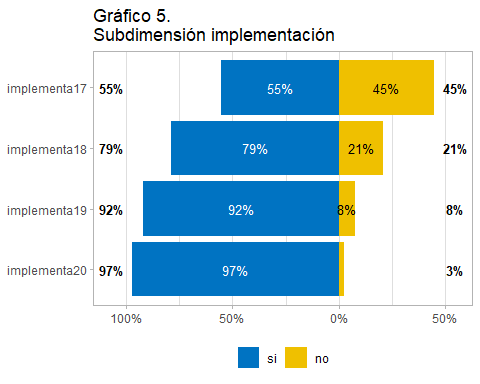 Gráfico 5.
Subdimensión implementación
implementa17 55% 55% 45% 45%
implementa18 79% 79% 21% 21%
implementa19 92% 92% 8% 8%
implementa20 97% 97% 3%
100% 50% 0% 50%
si no